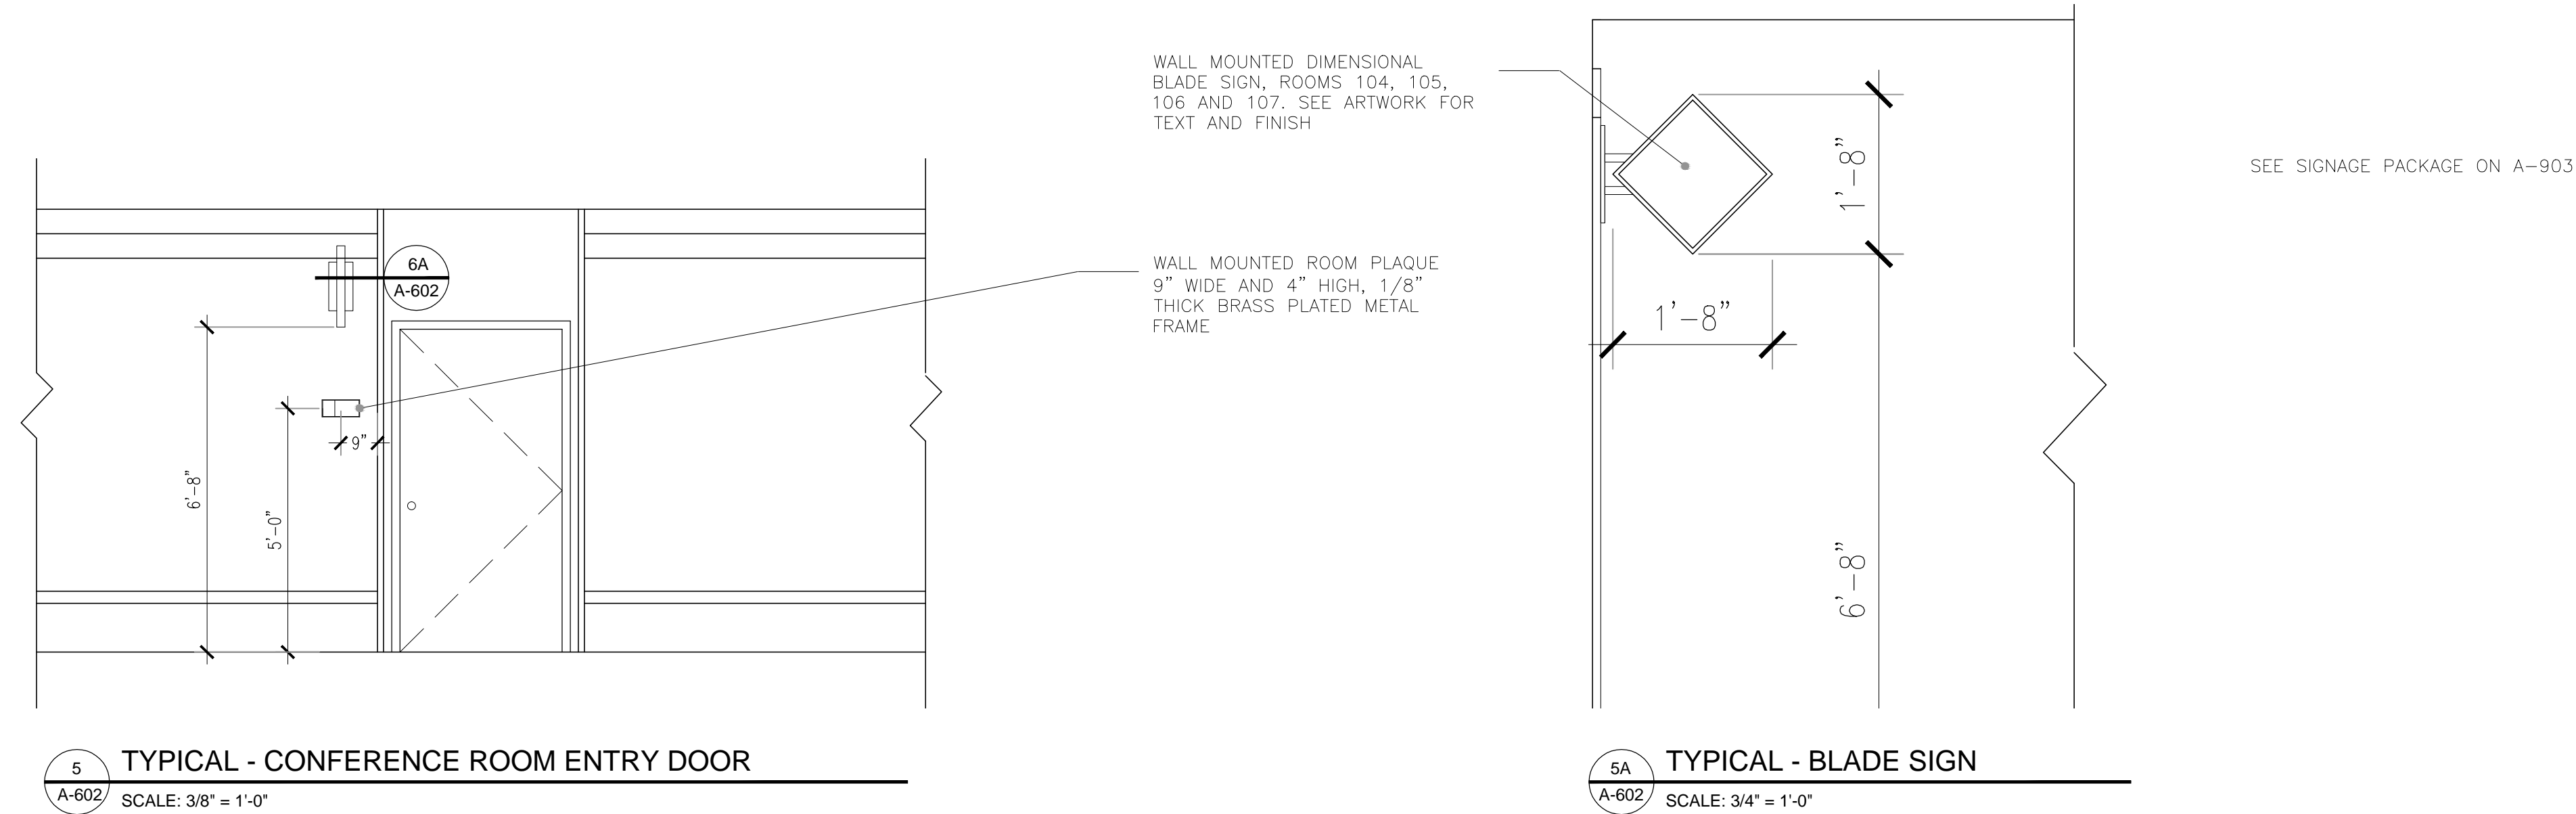 WALL MOUNTED DIMENSIONAL
BLADE SIGN, ROOMS 104, 105,
106 AND 107. SEE ARTWORK FOR
TEXT AND FINISH
1'-8"
SEE SIGNAGE PACKAGE ON A-903
6A
A-602
WALL MOUNTED ROOM PLAQUE
9" WIDE AND 4" HIGH, 1/8"
THICK BRASS PLATED METAL
FRAME
1'-8"
9"
6'-8"
5'-0"
6'-8"
5
A-602
TYPICAL - CONFERENCE ROOM ENTRY DOOR
SCALE: 3/8" = 1'-0"
5A
A-602
TYPICAL - BLADE SIGN
SCALE: 3/4" = 1'-0"